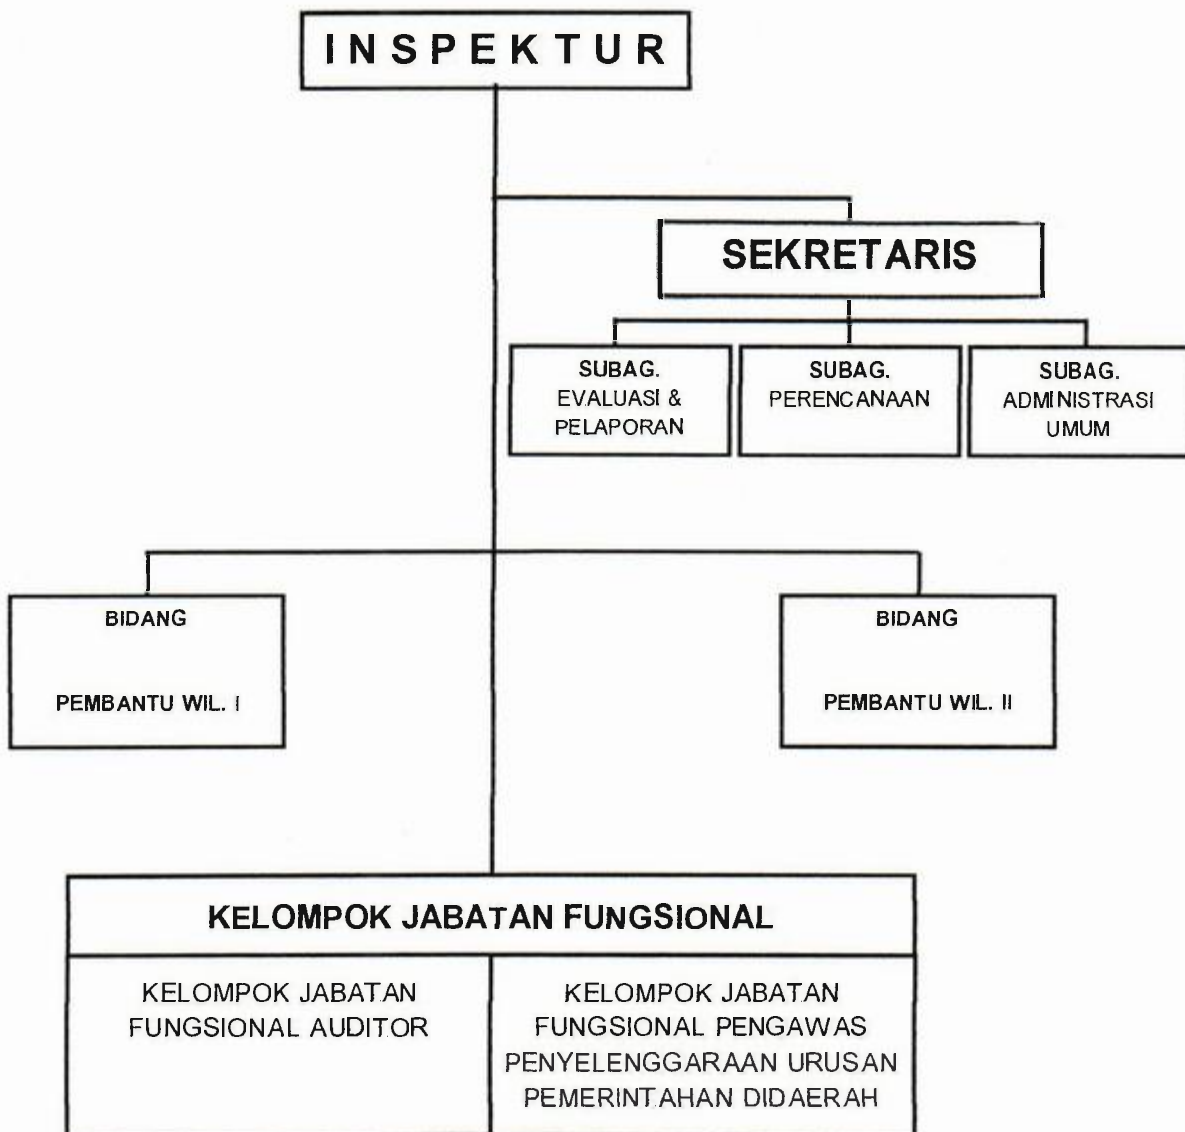 INSPEKTUR
SEKRETARIS
SUBAG.
EVALUASI &
PELAPORAN
SUBAG.
PERENCANAAN
SUBAG.
ADMINISTRASI
UMUM
BIDANG
PEMBANTU WIL. I
BIDANG
PEMBANTU WIL. II
KELOMPOK JABATAN FUNGSIONAL
KELOMPOK JABATAN
FUNGSIONAL AUDITOR
KELOMPOK JABATAN
FUNGSIONAL PENGAWAS
PENYELENGGARAAN URUSAN
PEMERINTAHAN DIDAERAH